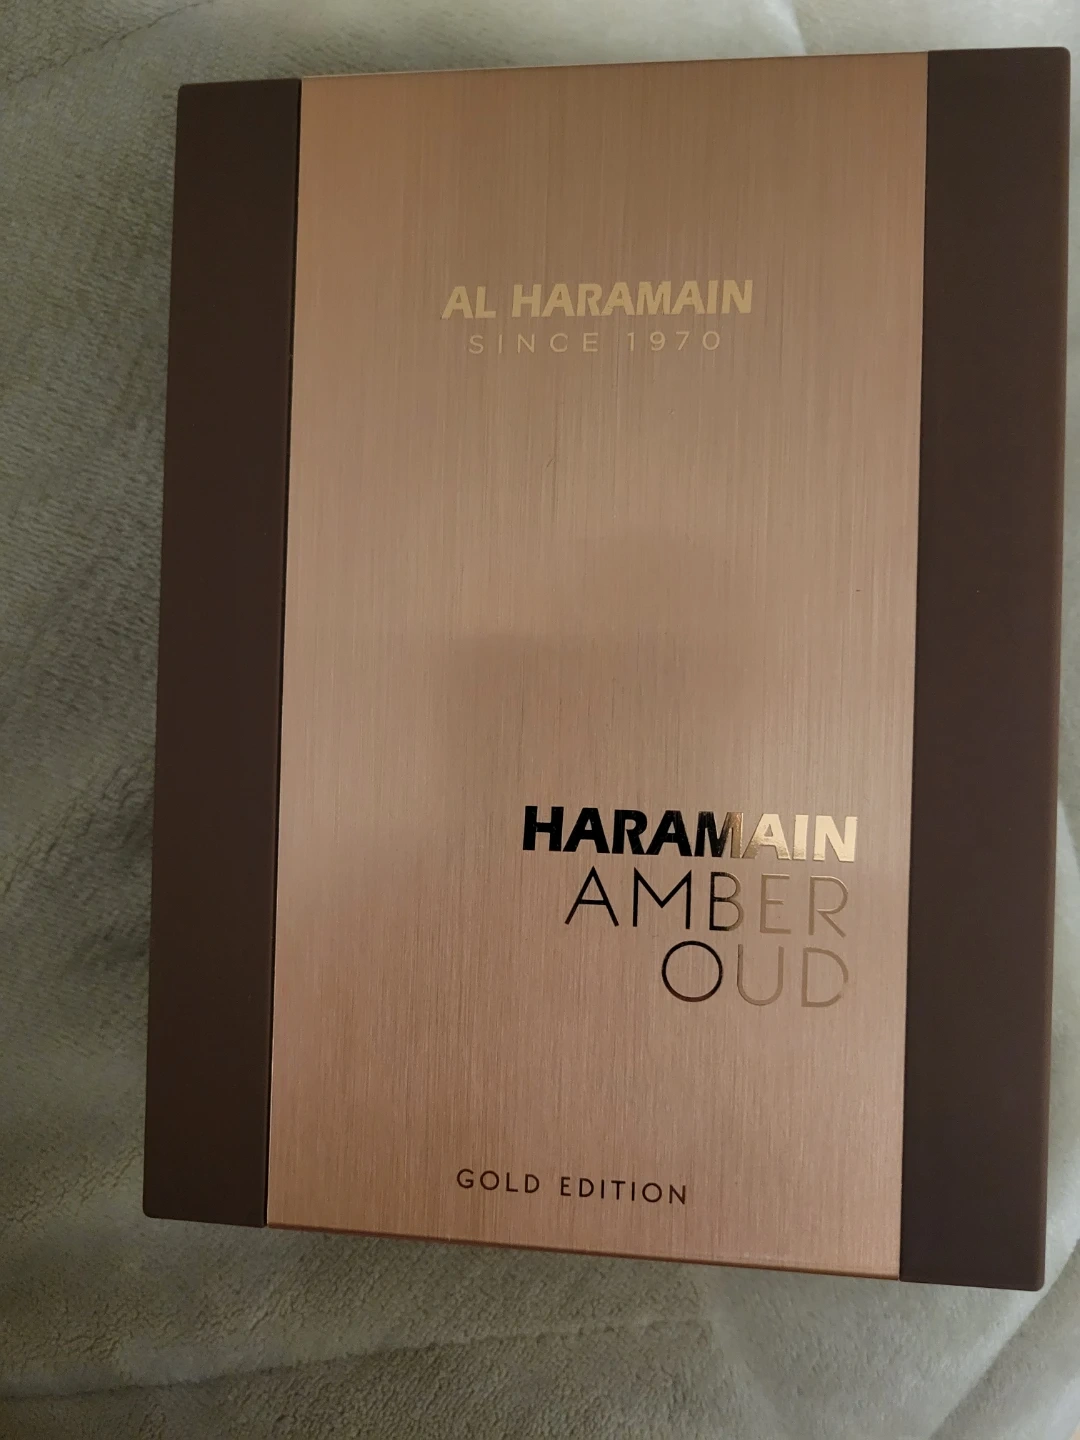 AL HARAMAIN
SINCE 1970
HARAMAIN
AMBER
OUD
GOLD EDITION